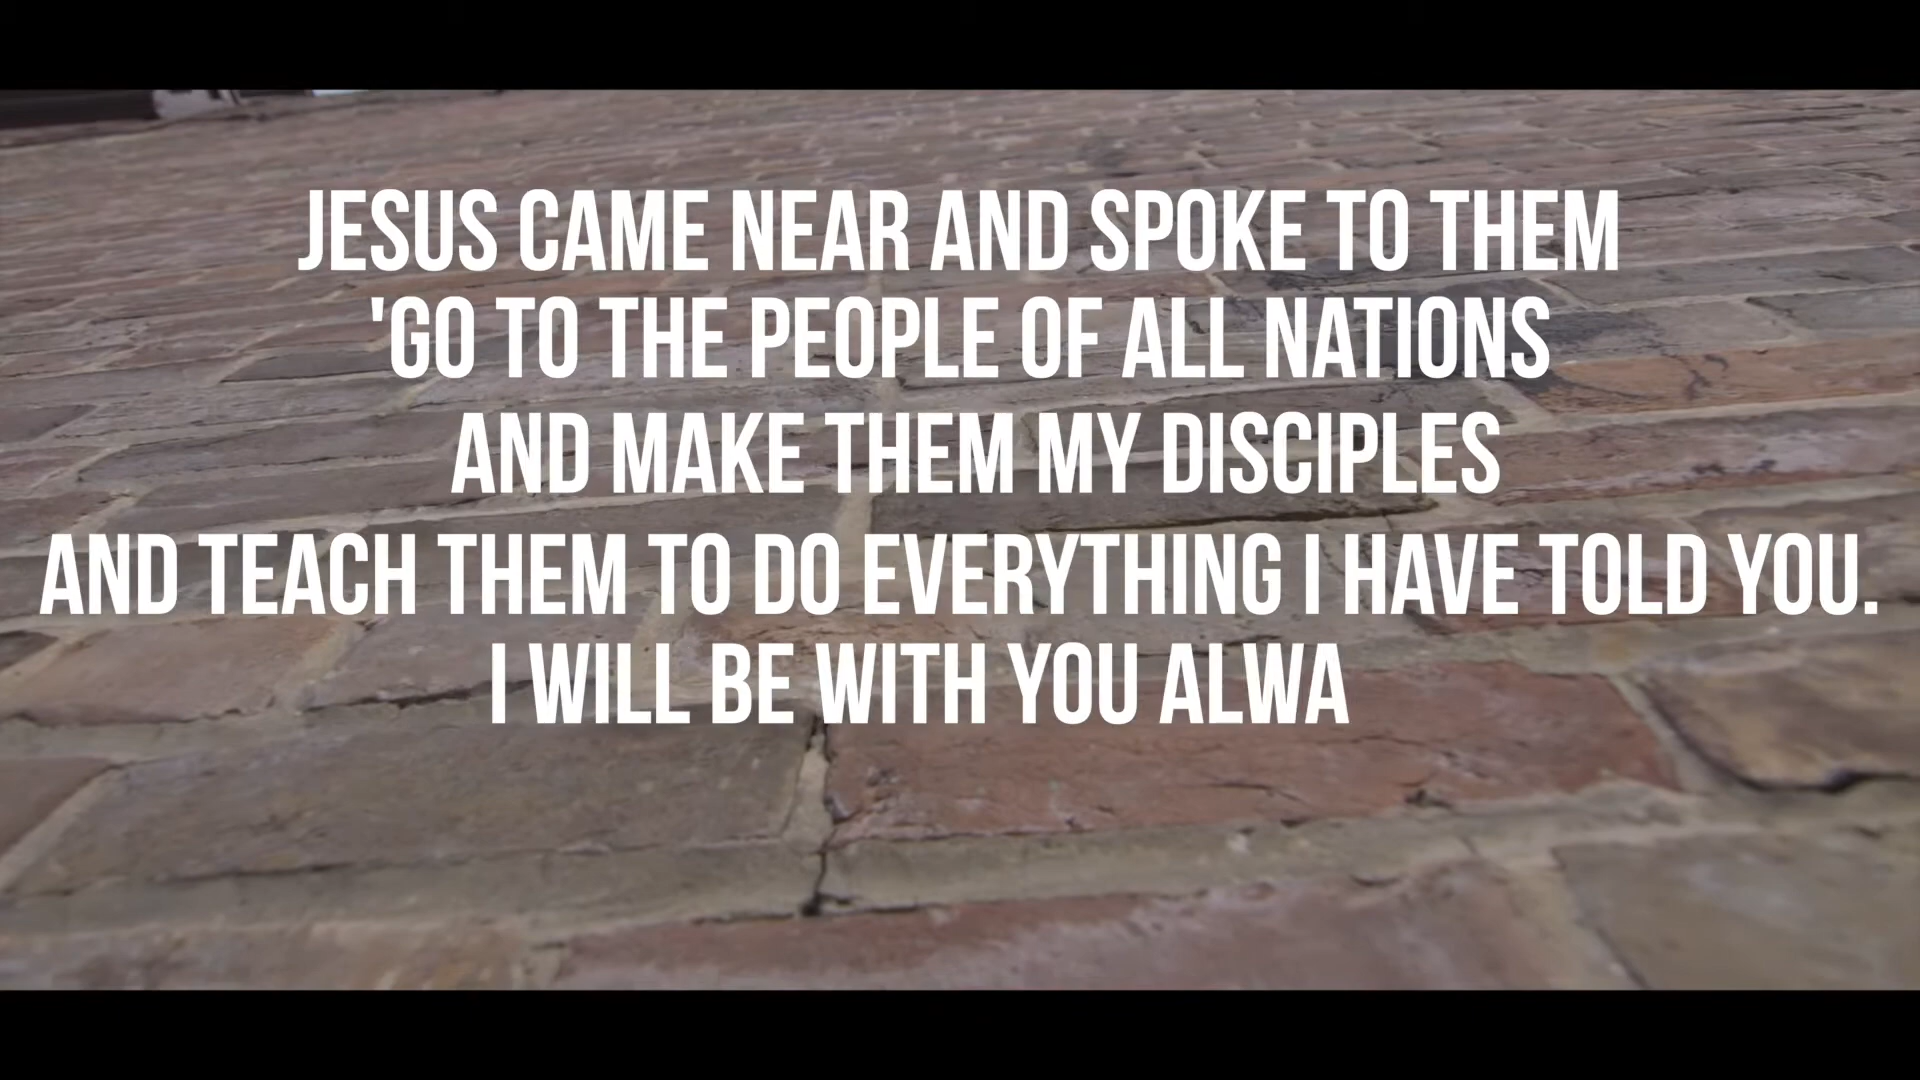 JESUS CAME NEAR AND SPOKE TO THEM
'GO TO THE PEOPLE OF ALL NATIONS
AND MAKE THEM MY DISCIPLES
AND TEACH THEM TO DO EVERYTHING I HAVE TOLD YOU.
I WILL BE WITH YOU ALWA